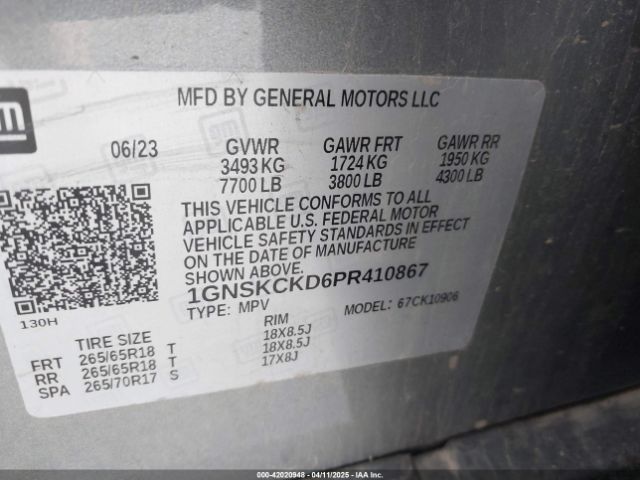 gm
MFD BY GENERAL MOTORS LLC
06/23 GVWR GAWR FRT GAWR RR
3493 KG 1724 KG 1950 KG
7700 LB 3800 LB 4300 LB
THIS VEHICLE CONFORMS TO ALL
APPLICABLE U.S. FEDERAL MOTOR
VEHICLE SAFETY STANDARDS IN EFFECT
ON THE DATE OF MANUFACTURE
SHOWN ABOVE.
1GNSKCKD6PR410867
TYPE: MPV MODEL: 67CK10906
130H
TIRE SIZE RIM
FRT 265/65R18 T 18X8.5J
RR 265/65R18 T 18X8.5J
SPA 265/70R17 S 17X8J
000-42020948 - 04/11/2025 - IAAI.COM